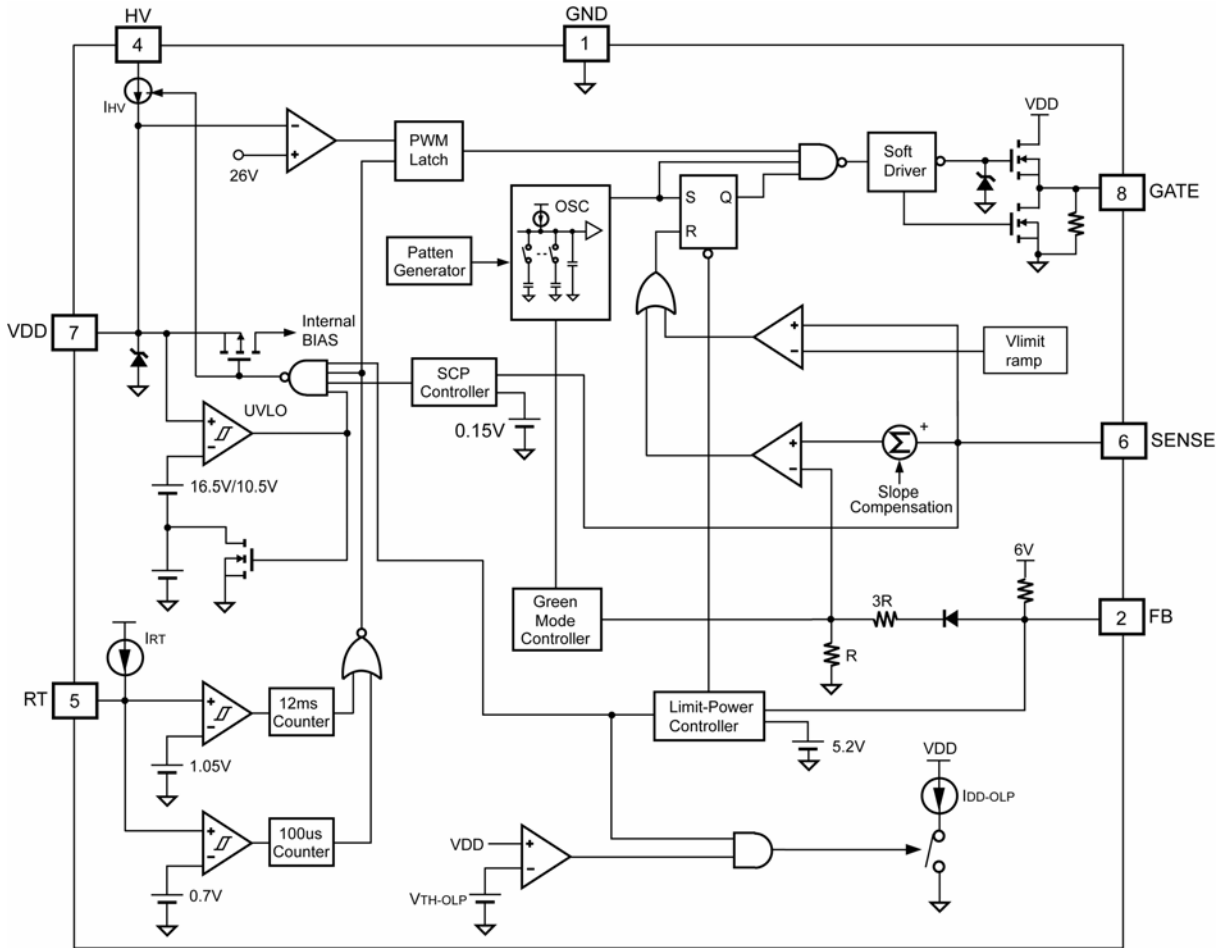 HV
4
GND
1
IHV
26V
PWM
Latch
VDD
Soft
Driver
8
GATE
OSC
S
Q
R
Patten
Generator
VDD
7
Internal
BIAS
SCP
Controller
0.15V
+
-
Vlimit
ramp
UVLO
16.5V/10.5V
Σ
+
Slope
Compensation
6
SENSE
6V
Green
Mode
Controller
3R
R
2
FB
IRT
RT
5
12ms
Counter
1.05V
Limit-Power
Controller
5.2V
VDD
IDD-OLP
100us
Counter
0.7V
VDD
VTH-OLP